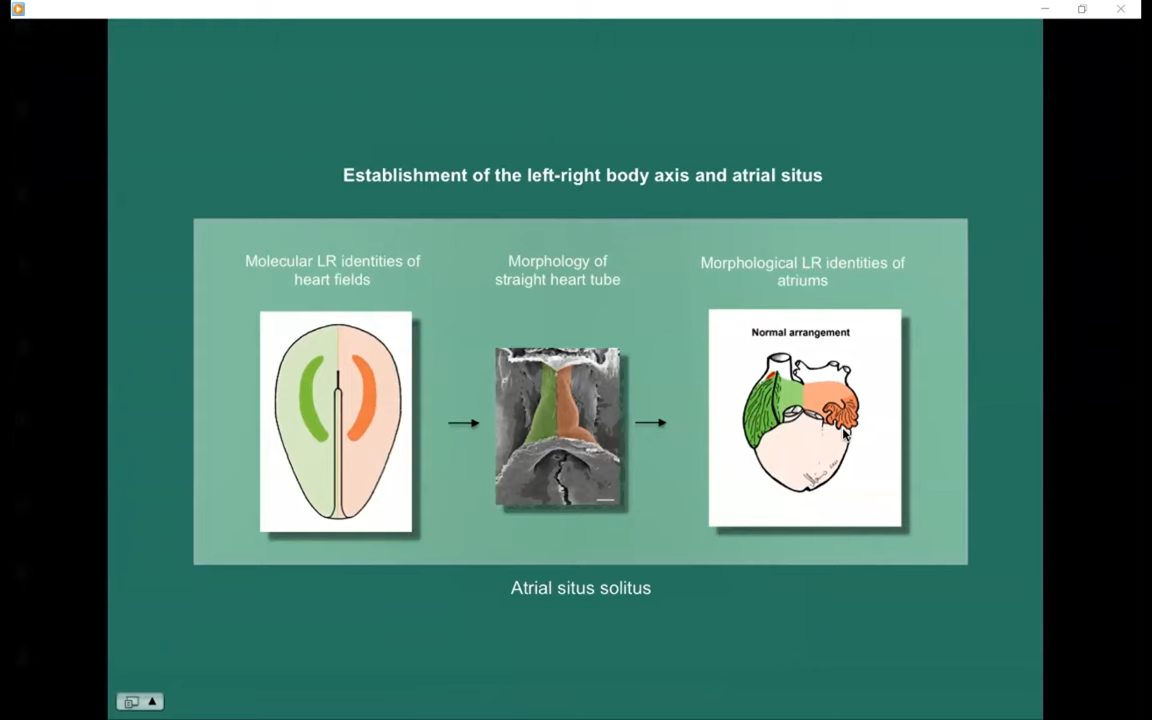 Establishment of the left-right body axis and atrial situs
Molecular LR identities of
heart fields
Morphology of
straight heart tube
Morphological LR identities of
atriums
Normal arrangement
Atrial situs solitus